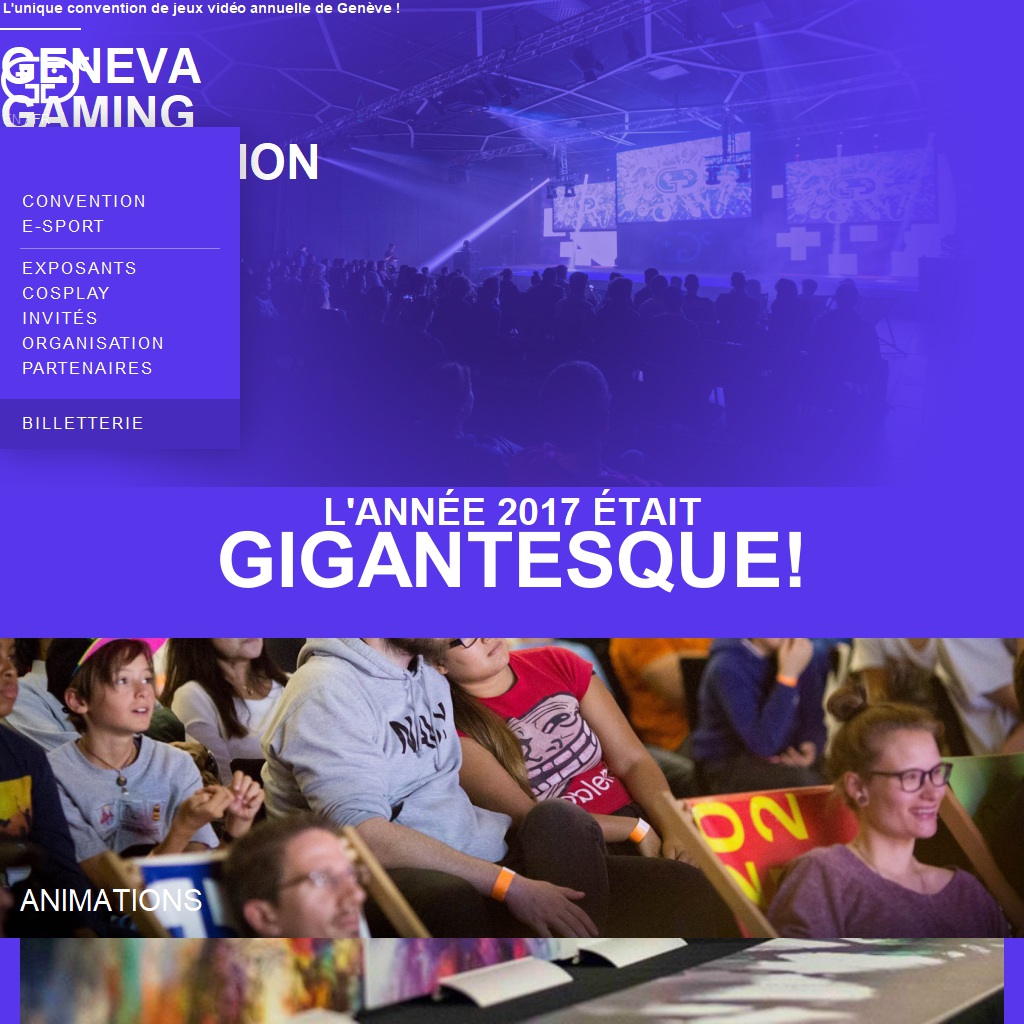 L'unique convention de jeux vidéo annuelle de Genève !
GENEVA
GAMING
ION
CONVENTION
E-SPORT
EXPOSANTS
COSPLAY
INVITÉS
ORGANISATION
PARTENAIRES
BILLETTERIE
L'ANNÉE 2017 ÉTAIT
GIGANTESQUE!
ANIMATIONS